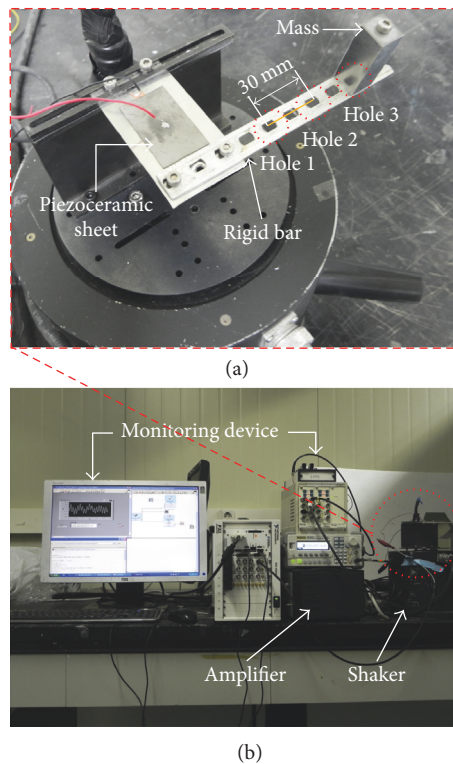 Mass
30 mm
Hole 3
Hole 2
Hole 1
Piezoceramic
sheet
Rigid bar
(a)
Monitoring device
Amplifier
Shaker
(b)